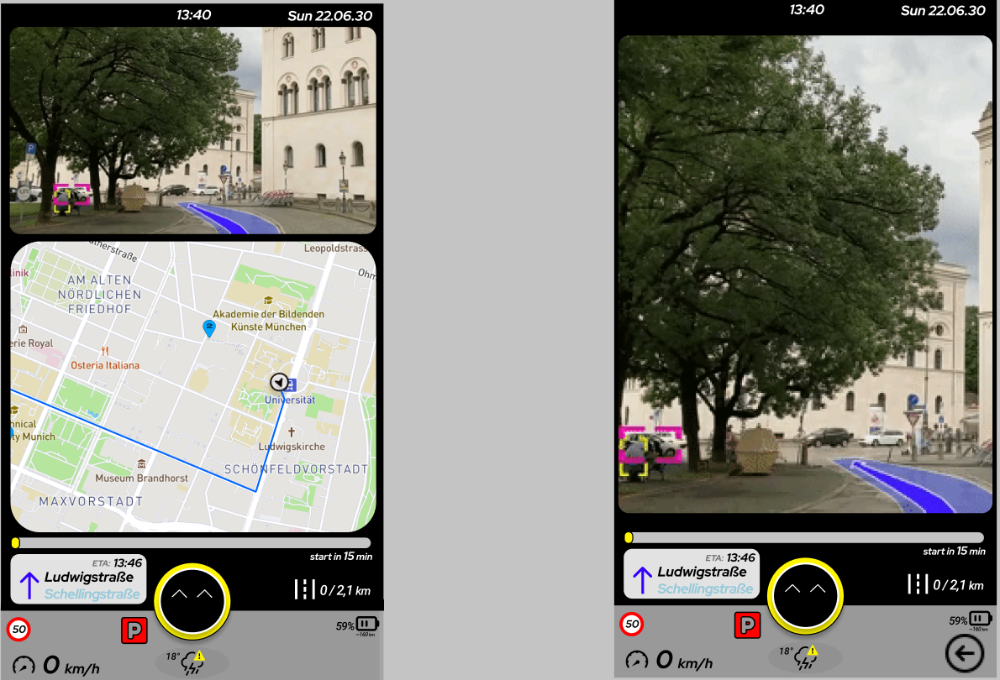 13:40 Sun 22.06.30
P
Leopoldstrass
Ohm
linik
AM ALTEN
NÖRDLICHEN
FRIEDHOF
Akademie der Bildenden
Künste München
erie Royal
Osteria Italiana
Universität
hnical
ty Munich
Ludwigskirche
SCHÖNFELDVORSTADT
Museum Brandhorst
MAXVORSTADT
start in 15 min
ETA: 13:46
Ludwigstraße
Schellingstraße
0 / 2,1 km
50
P
59%
~160 km
18°
0 km/h
13:40 Sun 22.06.30
start in 15 min
ETA: 13:46
Ludwigstraße
Schellingstraße
0 / 2,1 km
50
P
59%
~160 km
18°
0 km/h